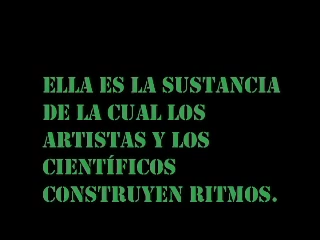 ELLA ES LA SUSTANCIA
DE LA CUAL LOS
ARTISTAS Y LOS
CIENTÍFICOS
CONSTRUYEN RITMOS.